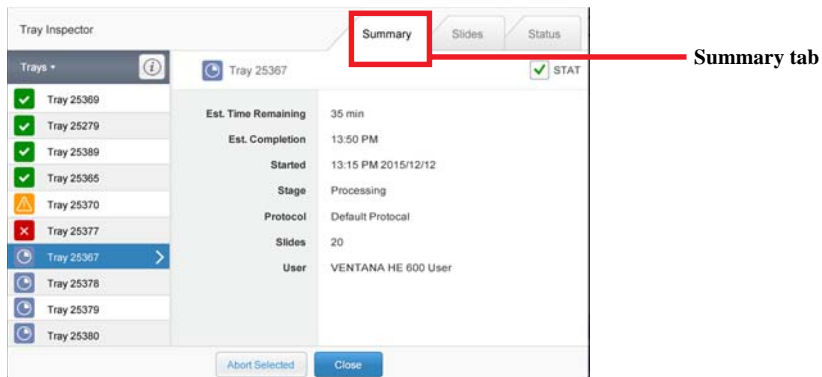 Tray Inspector
Summary
Slides
Status
Summary tab
Trays
Tray 25367
STAT
Tray 25369
Tray 25279
Tray 25389
Tray 25365
Tray 25370
Tray 25377
Tray 25367
Tray 25378
Tray 25379
Tray 25380
Est. Time Remaining 35 min
Est. Completion 13:50 PM
Started 13:15 PM 2015/12/12
Stage Processing
Protocol Default Protocal
Slides 20
User VENTANA HE 600 User
Abort Selected
Close